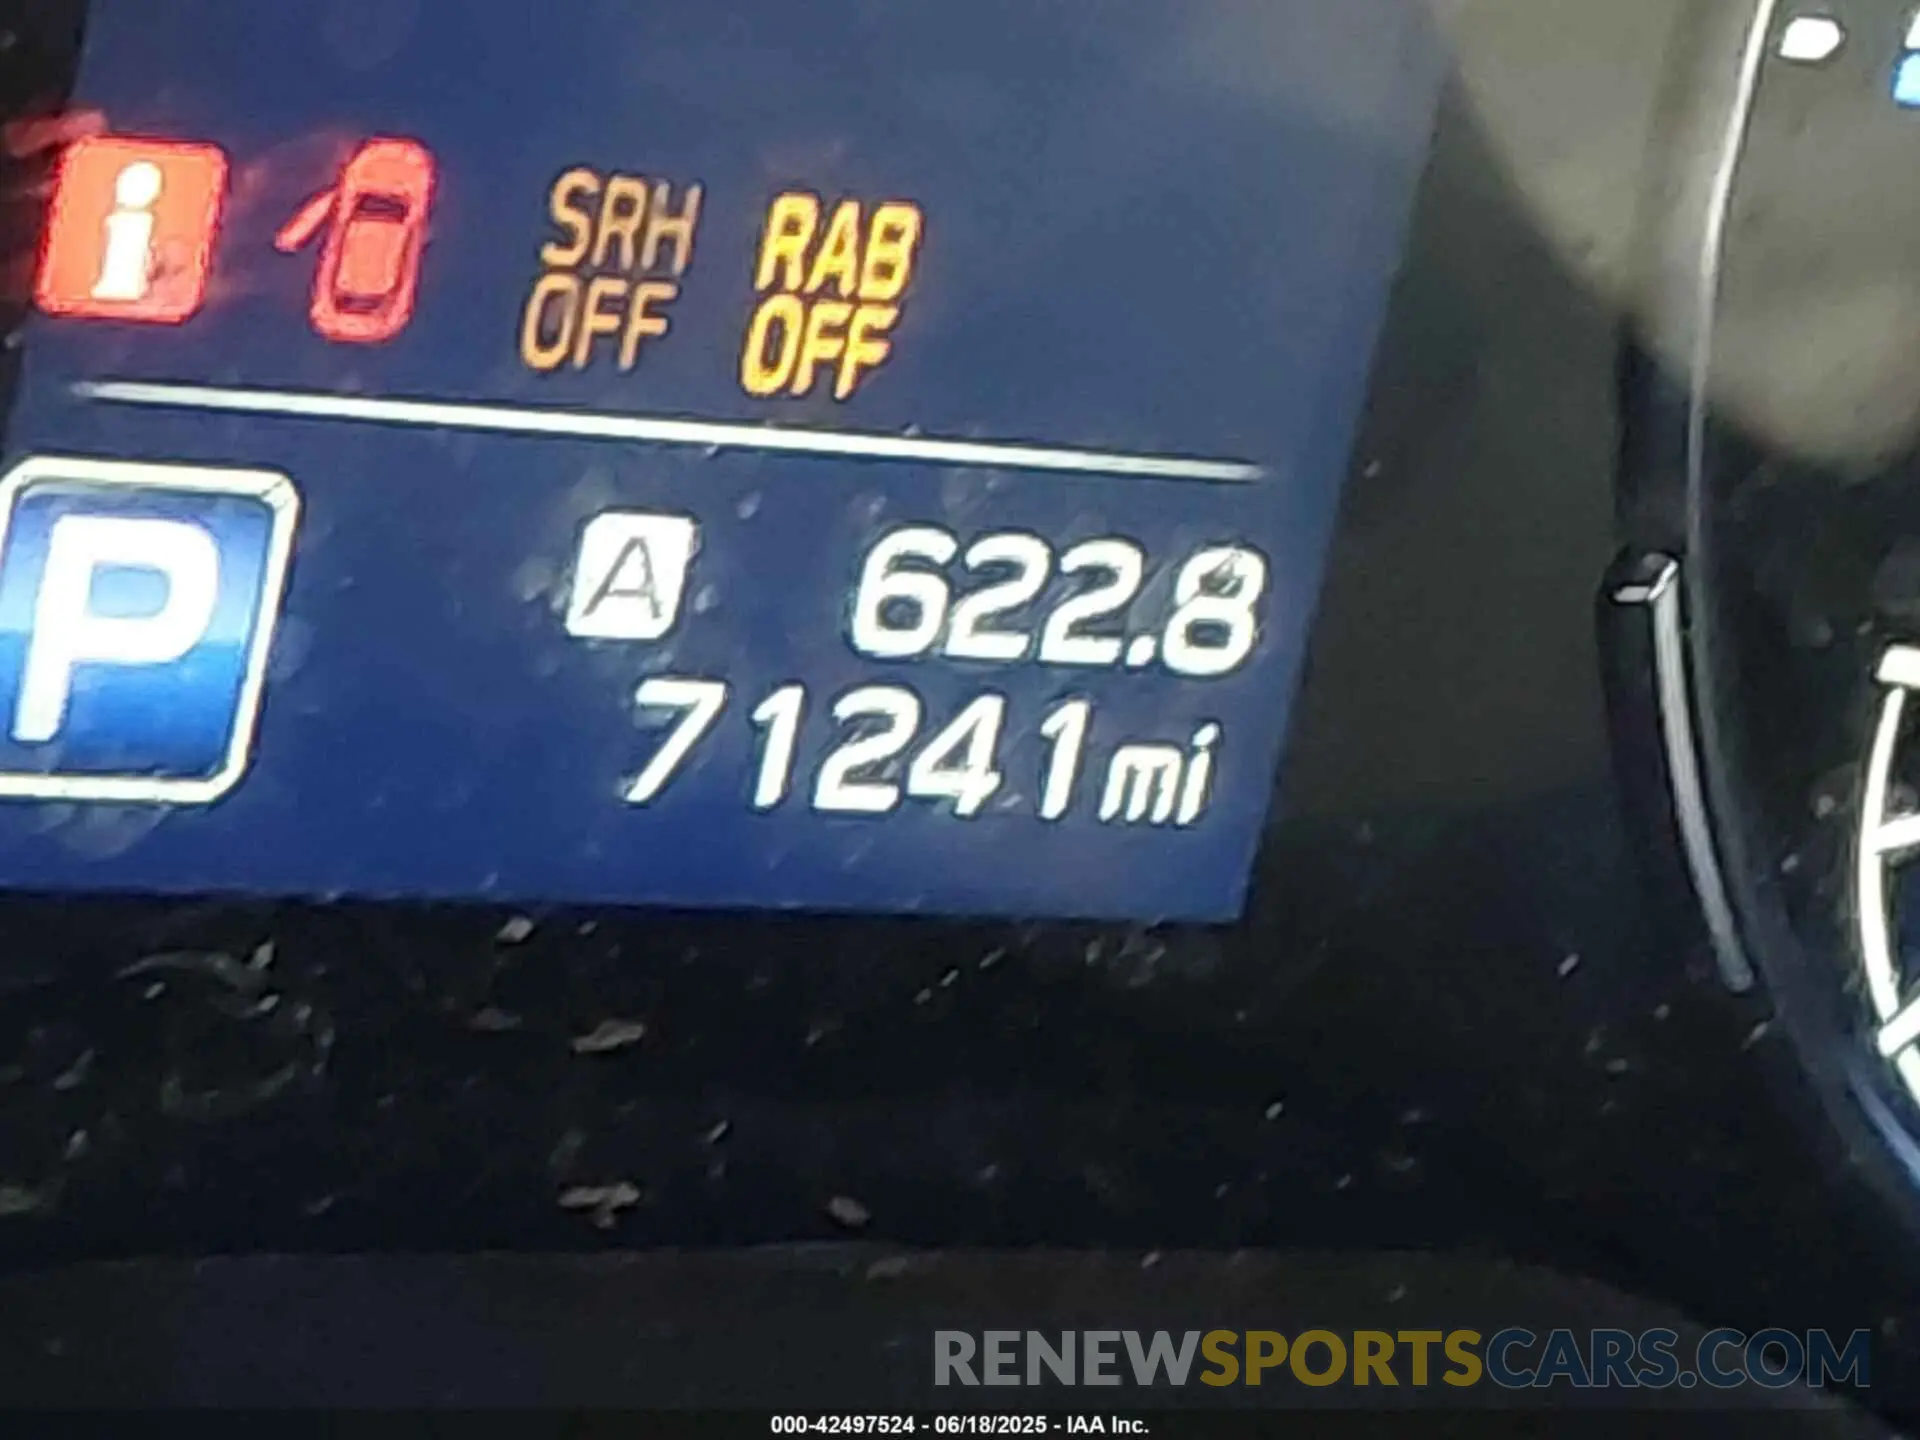 i
SRH RAB
OFF OFF
P
A 622.8
71241mi
RENEWSPORTSCARS.COM
000-42497524 - 06/18/2025 - IAA Inc.